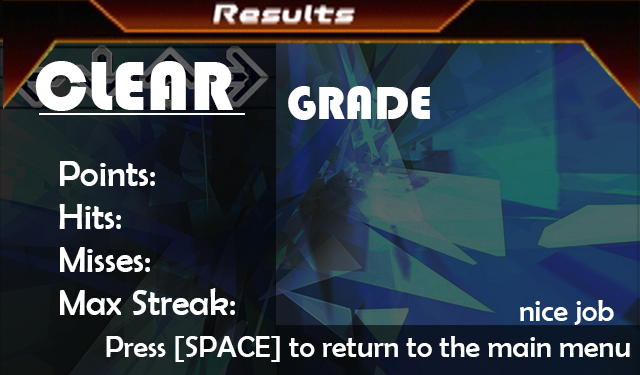 Results
CLEAR
GRADE
Points:
Hits:
Misses:
Max Streak:
nice job
Press [SPACE] to return to the main menu